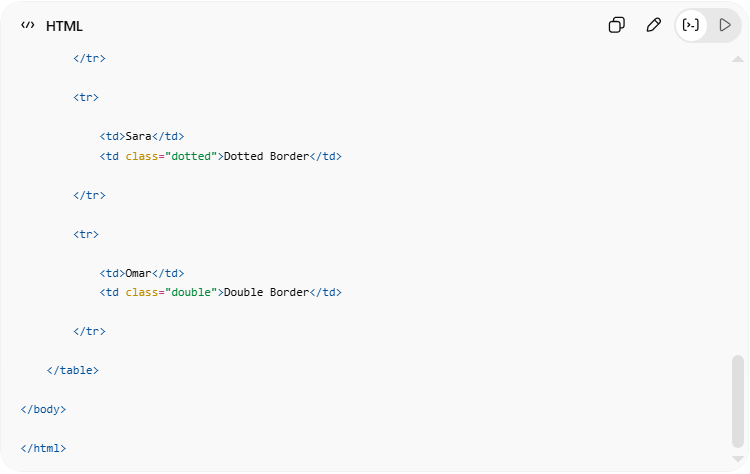 HTML
</tr>
<tr>
<td>Sara</td>
<td class="dotted">Dotted Border</td>
</tr>
<tr>
<td>Omar</td>
<td class="double">Double Border</td>
</tr>
</table>
</body>
</html>